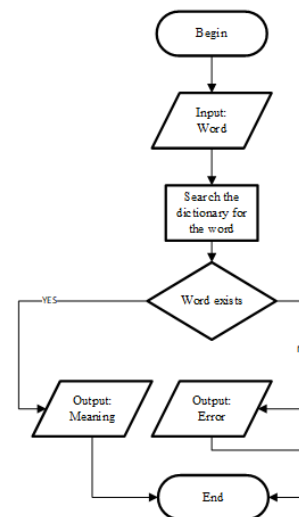 Begin
Input:
Word
Search the
dictionary for
the word
Word exists
YES
Output:
Meaning
Output:
Error
End